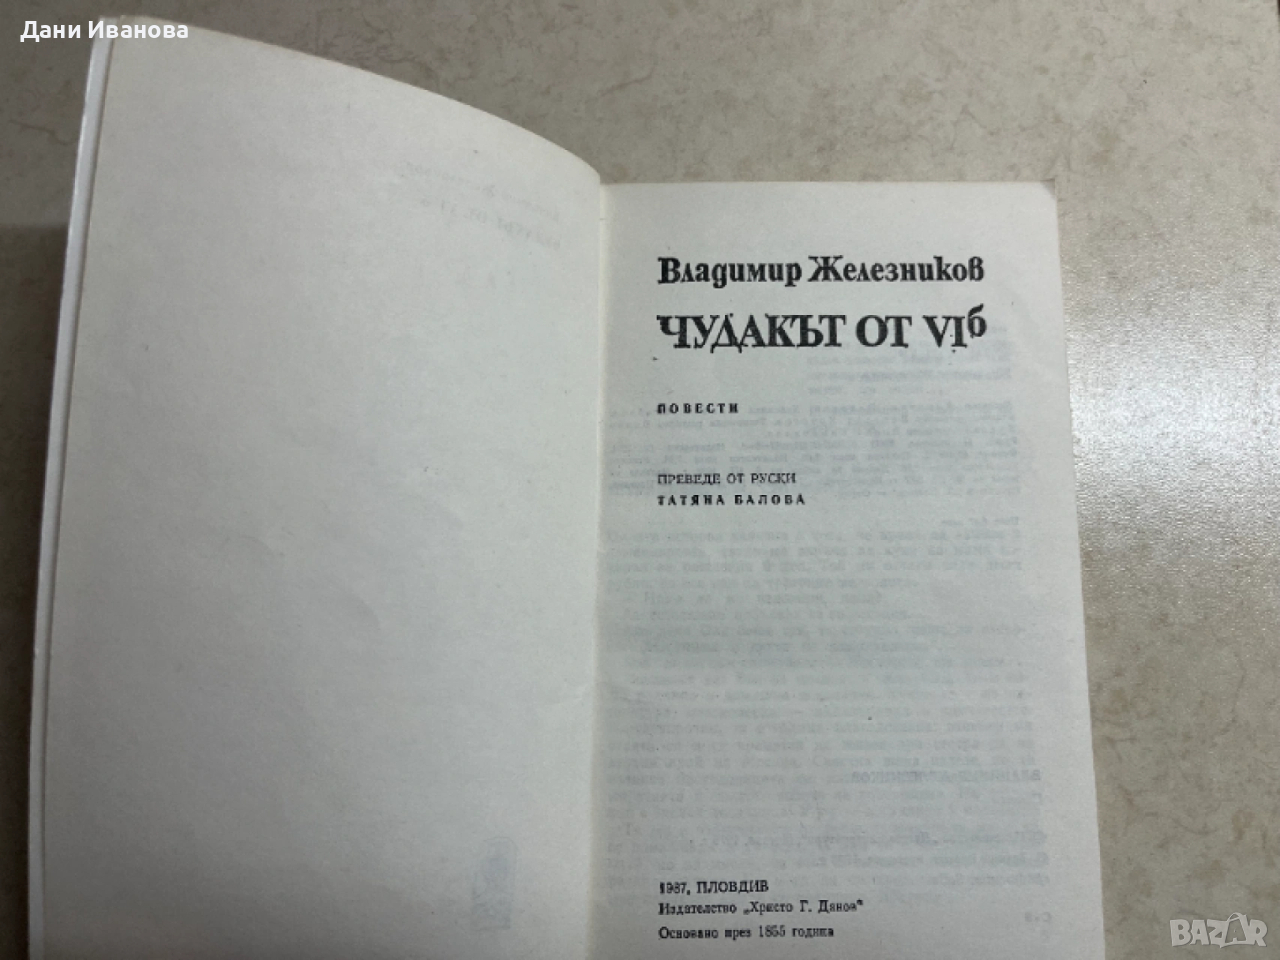 Дани Иванова
Владимир Железников
ЧУДАКЪТ ОТ VIб
ПОВЕСТИ
ПРЕВЕДЕ ОТ РУСКИ
ТАТЯНА БАЛОВА
1987, ПЛОВДИВ
Издателство „Христо Г. Данов"
Основано през 1855 година
BAZAR